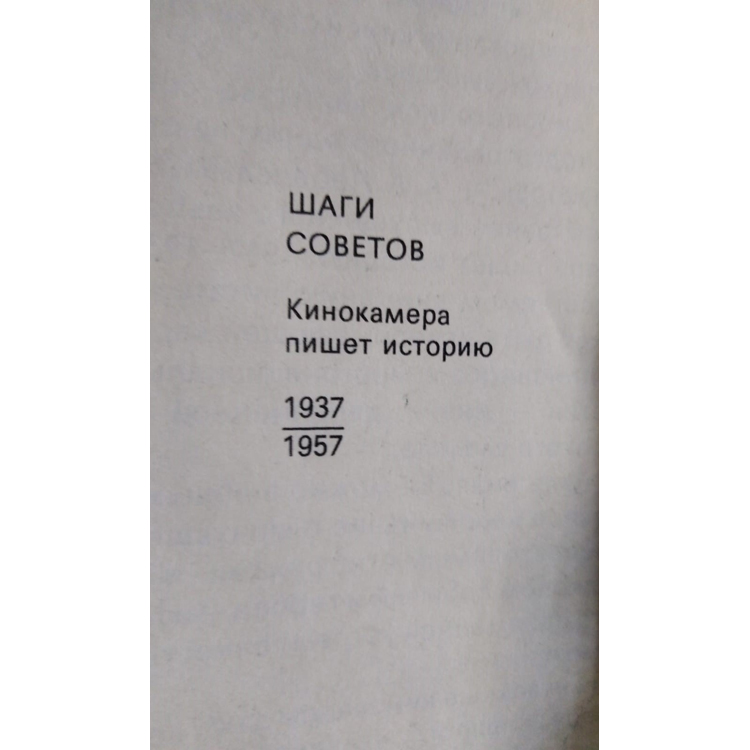 ШАГИ
СОВЕТОВ
Кинокамера
пишет историю
1937
1957